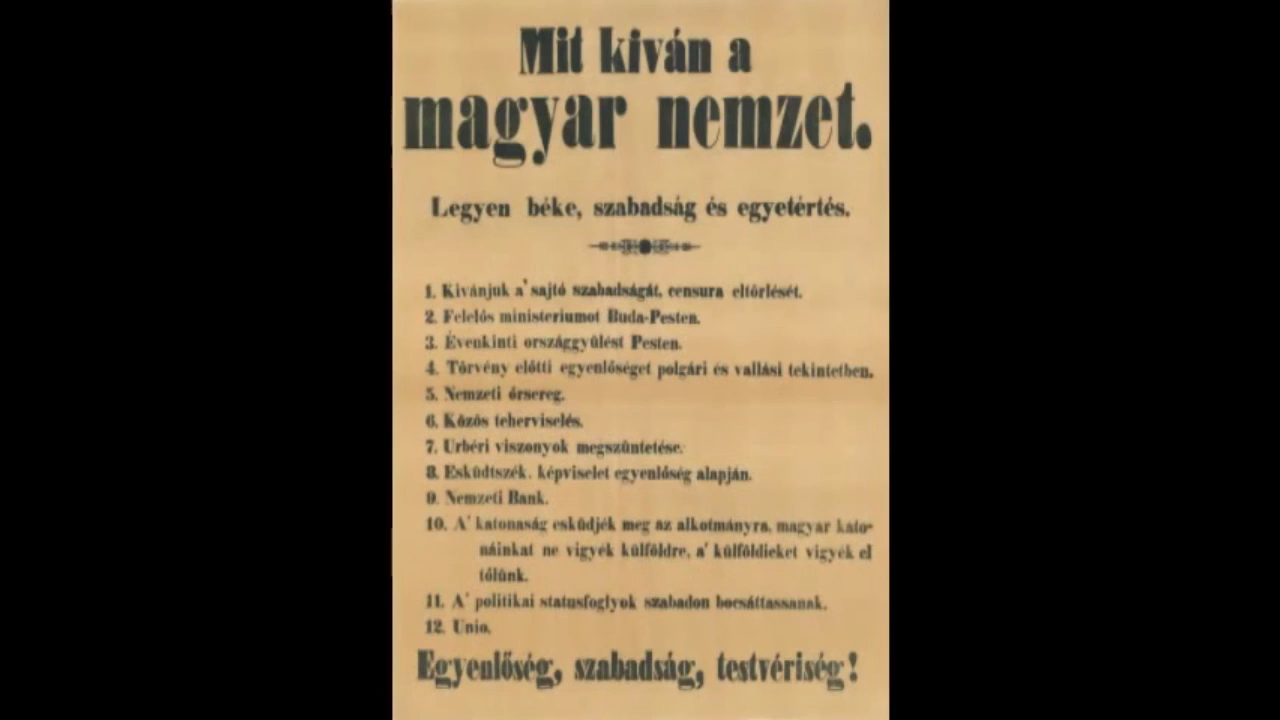 Mit kiván a
magyar nemzet.
Legyen béke, szabadság és egyetértés.
1. Kivánjuk a' sajtó szabadságát, censura eltörlését.
2. Felelős ministeriumot Buda-Pesten.
3. Évenkinti országgyülést Pesten.
4. Törvény előtti egyenlőséget polgári és vallási tekintetben.
5. Nemzeti őrsereg.
6. Közös teherviselés.
7. Urbéri viszonyok megszüntetése.
8. Esküdtszék, képviselet egyenlőség alapján.
9. Nemzeti Bank.
10. A' katonaság esküdjék meg az alkotmányra, magyar kato-
náinkat ne vigyék külföldre, a' külföldieket vigyék el
tőlünk.
11. A' politikai statusfoglyok szabadon bocsáttassanak.
12. Unio.
Egyenlőség, szabadság, testvériség!